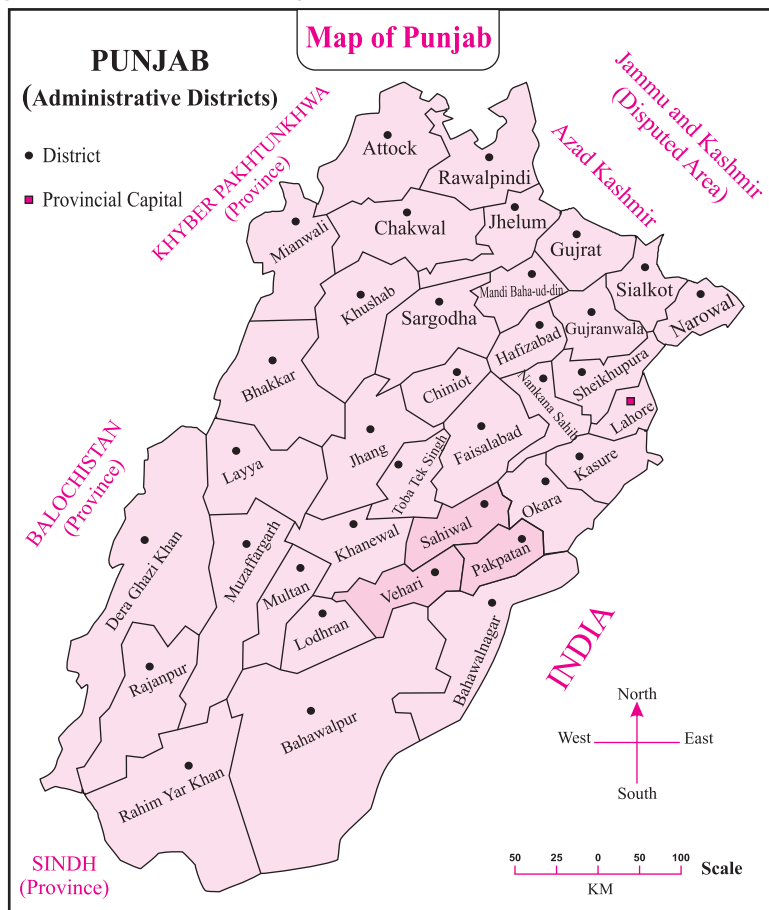 Map of Punjab
PUNJAB
(Administrative Districts)
District
Provincial Capital
KHYBER PAKHTUNKHWA
(Province)
Jammu and Kashmir
(Disputed Area)
Azad Kashmir
Attock
Rawalpindi
Mianwali
Chakwal
Jhelum
Gujrat
Khushab
Sargodha
Mandi Baha-ud-din
Sialkot
Narowal
Hafizabad
Gujranwala
Bhakkar
Chiniot
Nankana Sahib
Sheikhupura
Lahore
Layya
Jhang
Toba Tek Singh
Faisalabad
Kasure
Okara
BALOCHISTAN
(Province)
Dera Ghazi Khan
Muzaffargarh
Khanewal
Sahiwal
Pakpatan
Multan
Vehari
Lodhran
Bahawalnagar
Rajanpur
Bahawalpur
Rahim Yar Khan
INDIA
North
West
East
South
SINDH
(Province)
50 25 0 50 100
Scale
KM